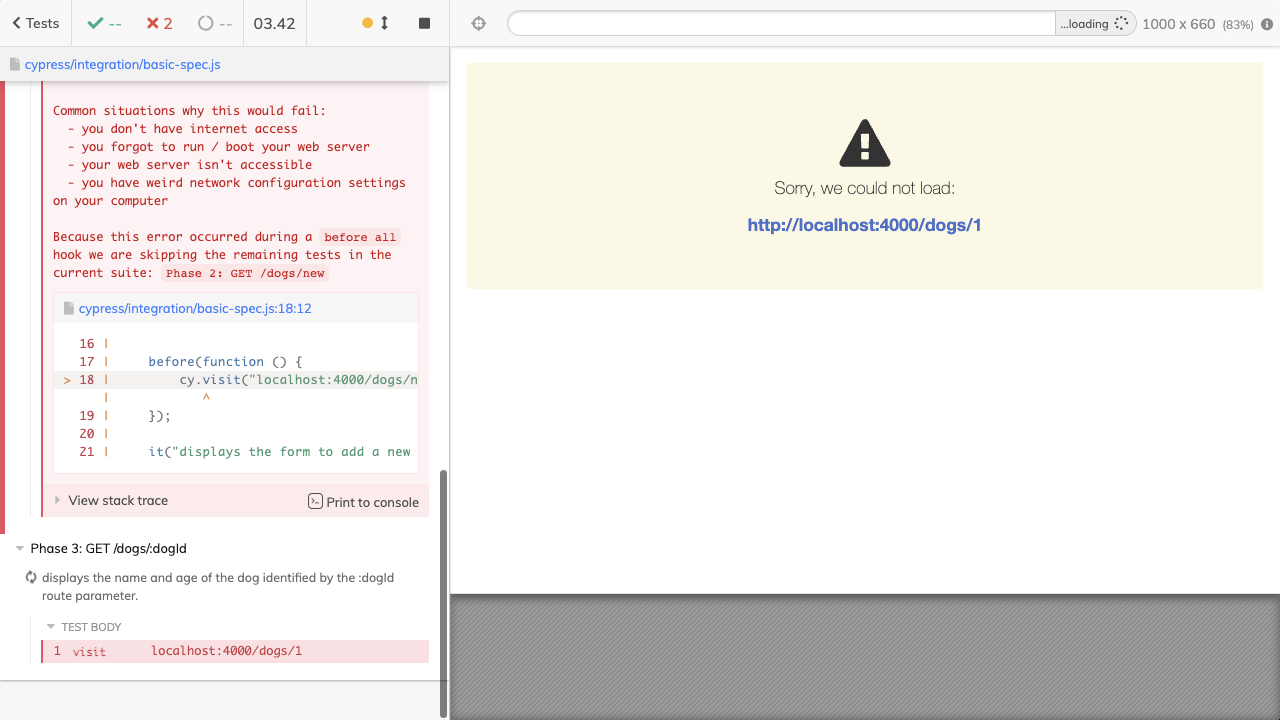 Tests
--
2
--
03.42
...loading
1000 x 660 (83%)
cypress/integration/basic-spec.js
Common situations why this would fail:
- you don't have internet access
- you forgot to run / boot your web server
- your web server isn't accessible
- you have weird network configuration settings
on your computer
Because this error occurred during a before all
hook we are skipping the remaining tests in the
current suite: Phase 2: GET /dogs/new
cypress/integration/basic-spec.js:18:12
16 |
17 | before(function () {
> 18 | cy.visit("localhost:4000/dogs/n
| ^
19 | });
20 |
21 | it("displays the form to add a new
View stack trace
Print to console
Phase 3: GET /dogs/:dogId
displays the name and age of the dog identified by the :dogId
route parameter.
TEST BODY
1 visit localhost:4000/dogs/1
Sorry, we could not load:
http://localhost:4000/dogs/1